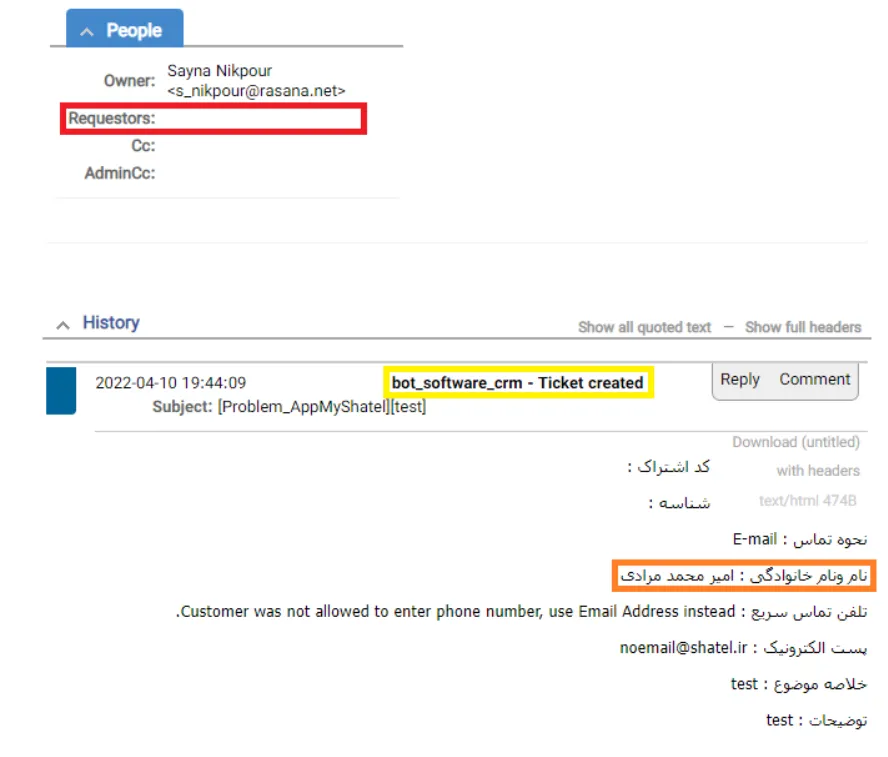 People
Owner: Sayna Nikpour
<s_nikpour@rasana.net>
Requestors:
Cc:
AdminCc:
History
Show all quoted text — Show full headers
2022-04-10 19:44:09 bot_software_crm - Ticket created Reply Comment
Subject: [Problem_AppMyShatel][test]
Download (untitled)
with headers
text/html 474B
کد اشتراک :
شناسه :
نحوه تماس : E-mail
نام ونام خانوادگی : امیر محمد مرادی
تلفن تماس سریع : Customer was not allowed to enter phone number, use Email Address instead.
پست الکترونیک : noemail@shatel.ir
خلاصه موضوع : test
توضیحات : test